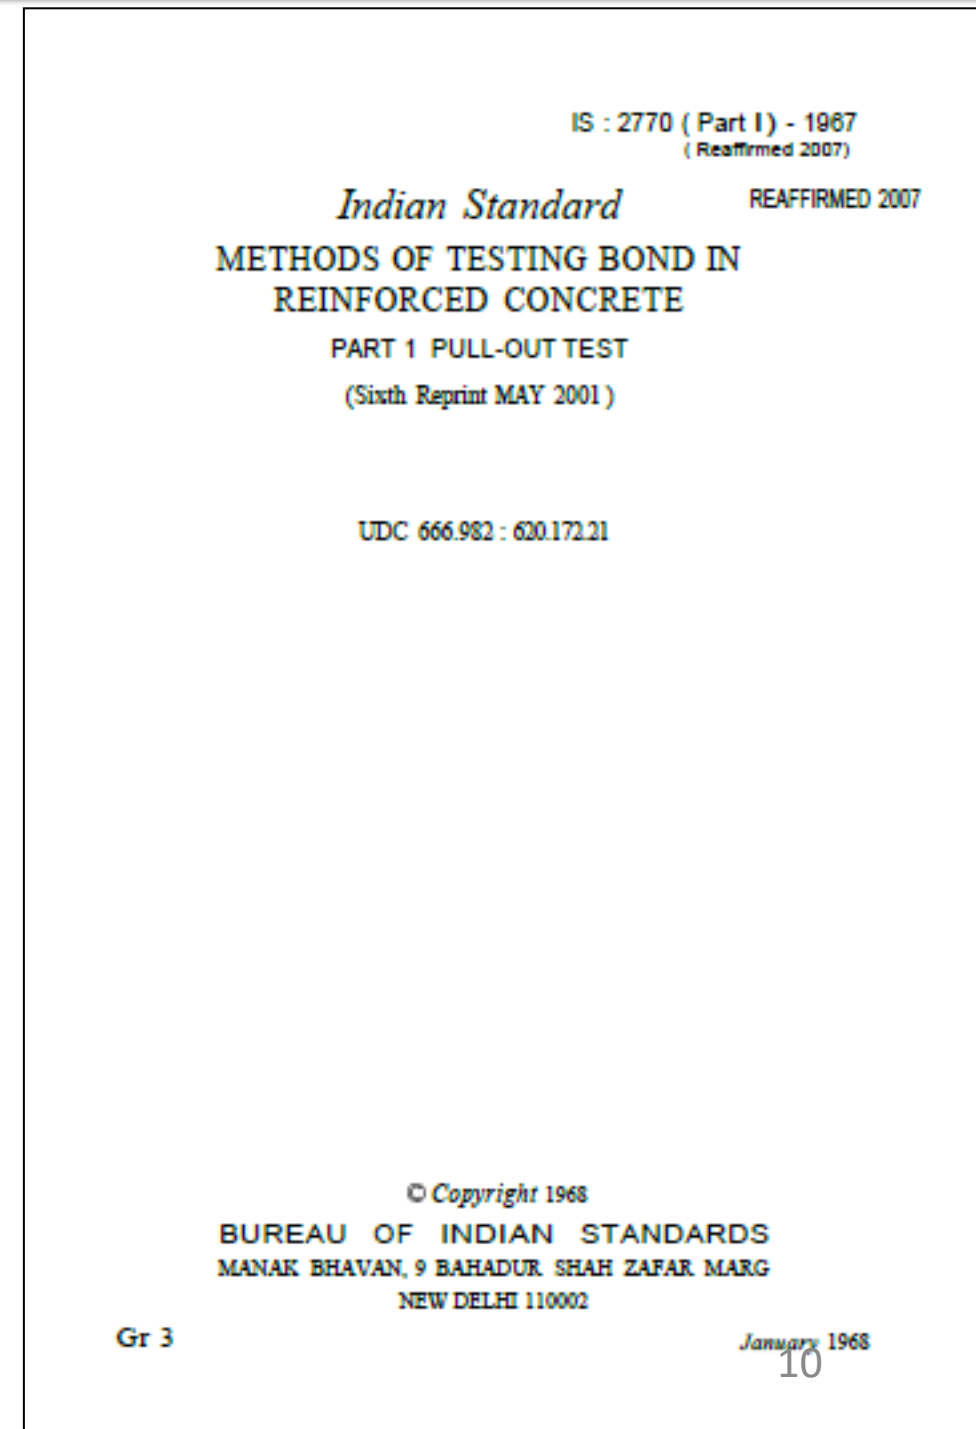 IS : 2770 ( Part I ) - 1967
( Reaffirmed 2007)
Indian Standard
REAFFIRMED 2007
METHODS OF TESTING BOND IN
REINFORCED CONCRETE
PART 1 PULL-OUT TEST
(Sixth Reprint MAY 2001 )
UDC 666.982 : 620.172.21
© Copyright 1968
BUREAU OF INDIAN STANDARDS
MANAK BHAVAN, 9 BAHADUR SHAH ZAFAR MARG
NEW DELHI 110002
Gr 3
January 1968
10